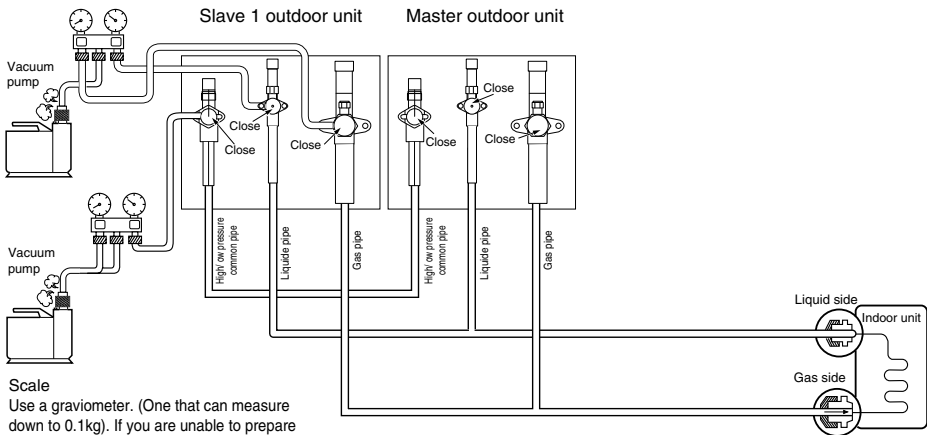 Slave 1 outdoor unit
Master outdoor unit
Vacuum
pump
Close
Close
Close
Close
Close
Close
High/ ow pressure
common pipe
Liquide pipe
Gas pipe
High/ ow pressure
common pipe
Liquide pipe
Gas pipe
Vacuum
pump
Liquid side
Indoor unit
Gas side
Scale
Use a graviometer. (One that can measure
down to 0.1kg). If you are unable to prepare